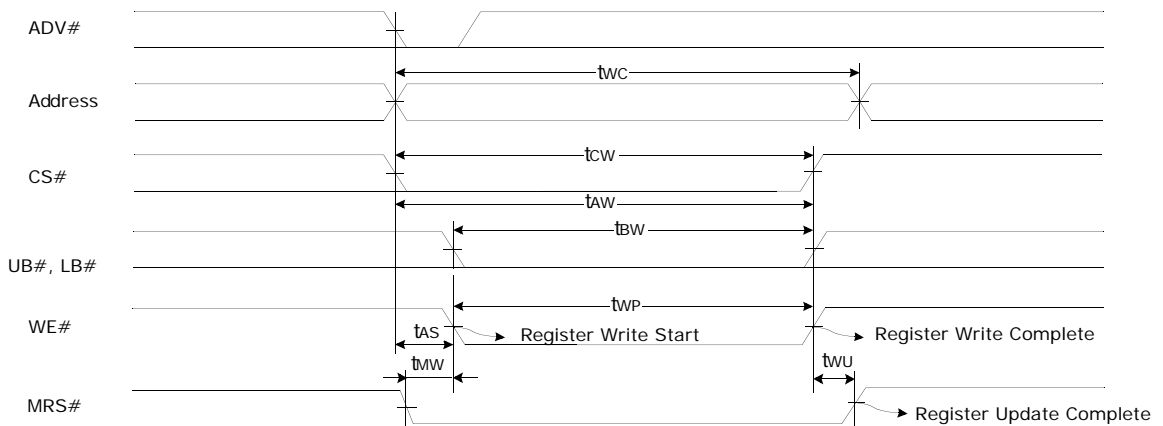 ADV#
tWC
Address
tCW
CS#
tAW
tBW
UB#, LB#
tWP
WE#
tAS
Register Write Start
Register Write Complete
tMW
tWU
MRS#
Register Update Complete